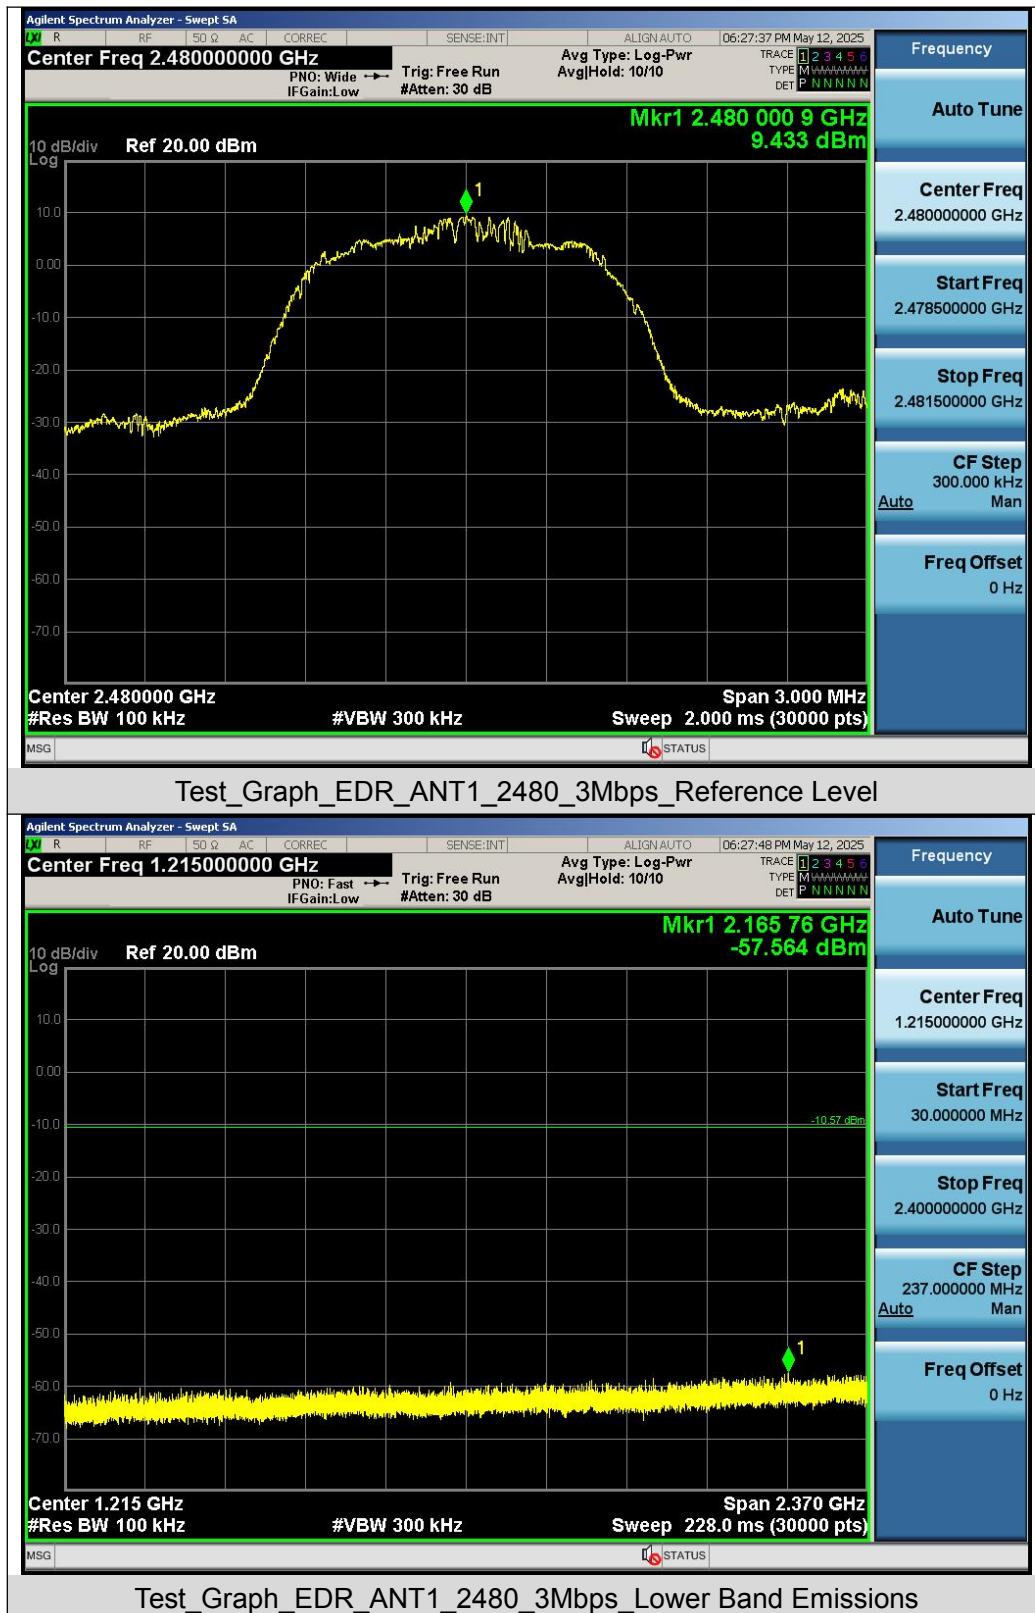 Agilent Spectrum Analyzer - Swept SA
LXI R RF 50 Ω AC CORREC SENSE:INT ALIGN AUTO 06:27:37 PM May 12, 2025
Center Freq 2.480000000 GHz
PNO: Wide
IFGain:Low
Trig: Free Run
#Atten: 30 dB
Avg Type: Log-Pwr
Avg|Hold: 10/10
TRACE 1 2 3 4 5 6
TYPE M WWWWW
DET P N N N N N
Mkr1 2.480 000 9 GHz
9.433 dBm
10 dB/div Ref 20.00 dBm
Log
1
10.0
0.00
-10.0
-20.0
-30.0
-40.0
-50.0
-60.0
-70.0
Center 2.480000 GHz Span 3.000 MHz
#Res BW 100 kHz #VBW 300 kHz Sweep 2.000 ms (30000 pts)
MSG STATUS
Frequency
Auto Tune
Center Freq
2.480000000 GHz
Start Freq
2.478500000 GHz
Stop Freq
2.481500000 GHz
CF Step
300.000 kHz
Auto Man
Freq Offset
0 Hz
Test_Graph_EDR_ANT1_2480_3Mbps_Reference Level
Agilent Spectrum Analyzer - Swept SA
LXI R RF 50 Ω AC CORREC SENSE:INT ALIGN AUTO 06:27:48 PM May 12, 2025
Center Freq 1.215000000 GHz
PNO: Fast
IFGain:Low
Trig: Free Run
#Atten: 30 dB
Avg Type: Log-Pwr
Avg|Hold: 10/10
TRACE 1 2 3 4 5 6
TYPE M WWWWW
DET P N N N N N
Mkr1 2.165 76 GHz
-57.564 dBm
10 dB/div Ref 20.00 dBm
Log
10.0
0.00
-10.0
-10.57 dBm
-20.0
-30.0
-40.0
-50.0
1
-60.0
-70.0
Center 1.215 GHz Span 2.370 GHz
#Res BW 100 kHz #VBW 300 kHz Sweep 228.0 ms (30000 pts)
MSG STATUS
Frequency
Auto Tune
Center Freq
1.215000000 GHz
Start Freq
30.000000 MHz
Stop Freq
2.400000000 GHz
CF Step
237.000000 MHz
Auto Man
Freq Offset
0 Hz
Test_Graph_EDR_ANT1_2480_3Mbps_Lower Band Emissions